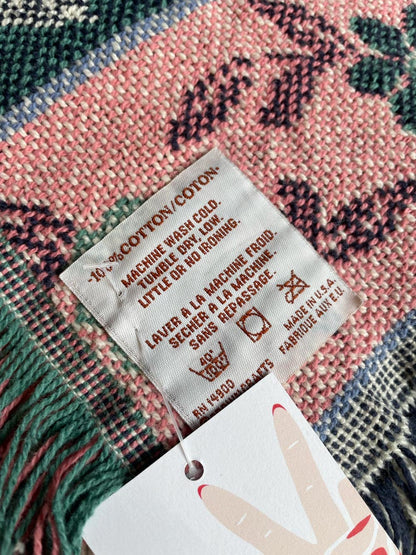 -100% COTTON/COTON-
MACHINE WASH COLD.
TUMBLE DRY LOW.
LITTLE OR NO IRONING.
LAVER A LA MACHINE FROID.
SECHER A LA MACHINE.
SANS REPASSAGE.
40°
MADE IN U.S.A.
FABRIQUE AUX E.U.
RN 14900